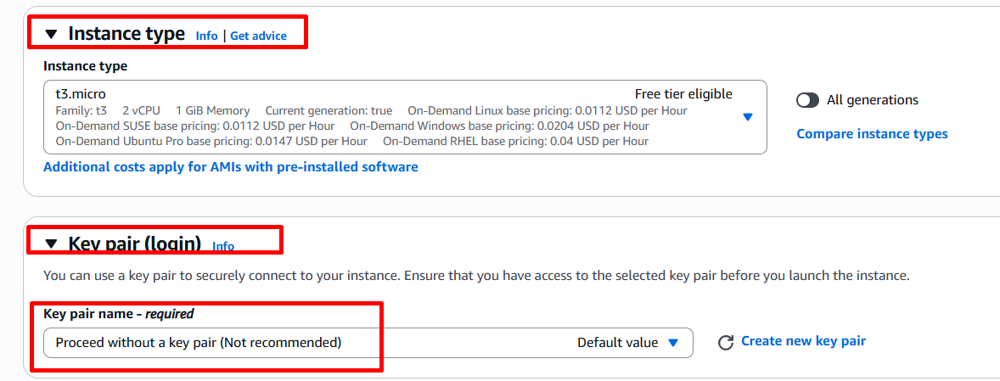 ▼ Instance type Info | Get advice
Instance type
t3.micro Free tier eligible
Family: t3 2 vCPU 1 GiB Memory Current generation: true On-Demand Linux base pricing: 0.0112 USD per Hour
On-Demand SUSE base pricing: 0.0112 USD per Hour On-Demand Windows base pricing: 0.0204 USD per Hour
On-Demand Ubuntu Pro base pricing: 0.0147 USD per Hour On-Demand RHEL base pricing: 0.04 USD per Hour
All generations
Compare instance types
Additional costs apply for AMIs with pre-installed software
▼ Key pair (login) Info
You can use a key pair to securely connect to your instance. Ensure that you have access to the selected key pair before you launch the instance.
Key pair name - required
Proceed without a key pair (Not recommended) Default value ▼
Create new key pair